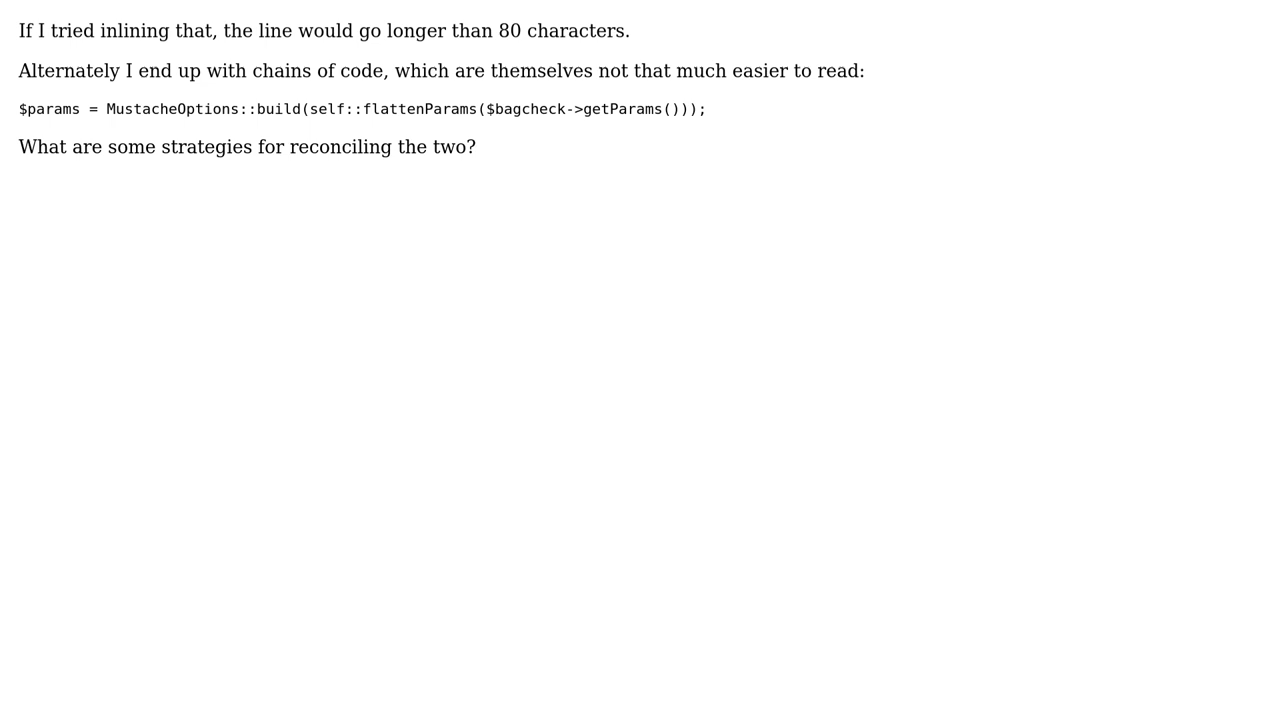 If I tried inlining that, the line would go longer than 80 characters.
Alternately I end up with chains of code, which are themselves not that much easier to read:
$params = MustacheOptions::build(self::flattenParams($bagcheck->getParams()));
What are some strategies for reconciling the two?